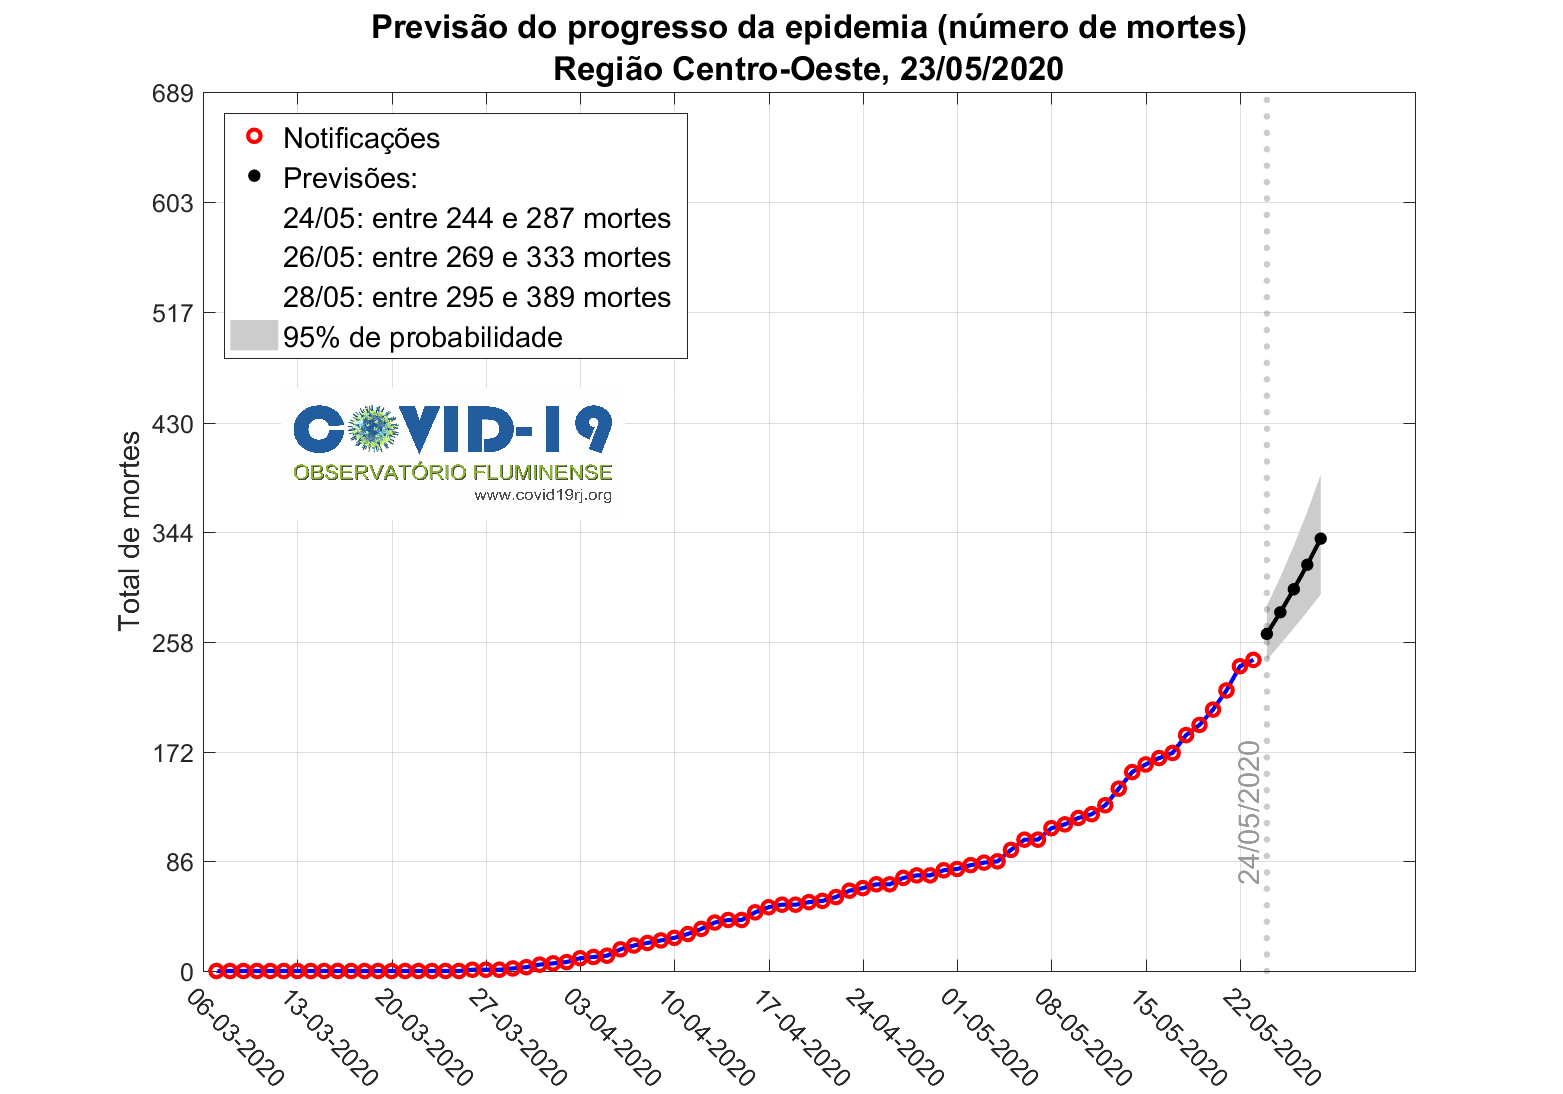 Previsão do progresso da epidemia (número de mortes)
Região Centro-Oeste, 23/05/2020
689
603
517
430
344
258
172
86
0
Total de mortes
Notificações
Previsões:
24/05: entre 244 e 287 mortes
26/05: entre 269 e 333 mortes
28/05: entre 295 e 389 mortes
95% de probabilidade
COVID-19
OBSERVATÓRIO FLUMINENSE
www.covid19rj.org
24/05/2020
06-03-2020
13-03-2020
20-03-2020
27-03-2020
03-04-2020
10-04-2020
17-04-2020
24-04-2020
01-05-2020
08-05-2020
15-05-2020
22-05-2020